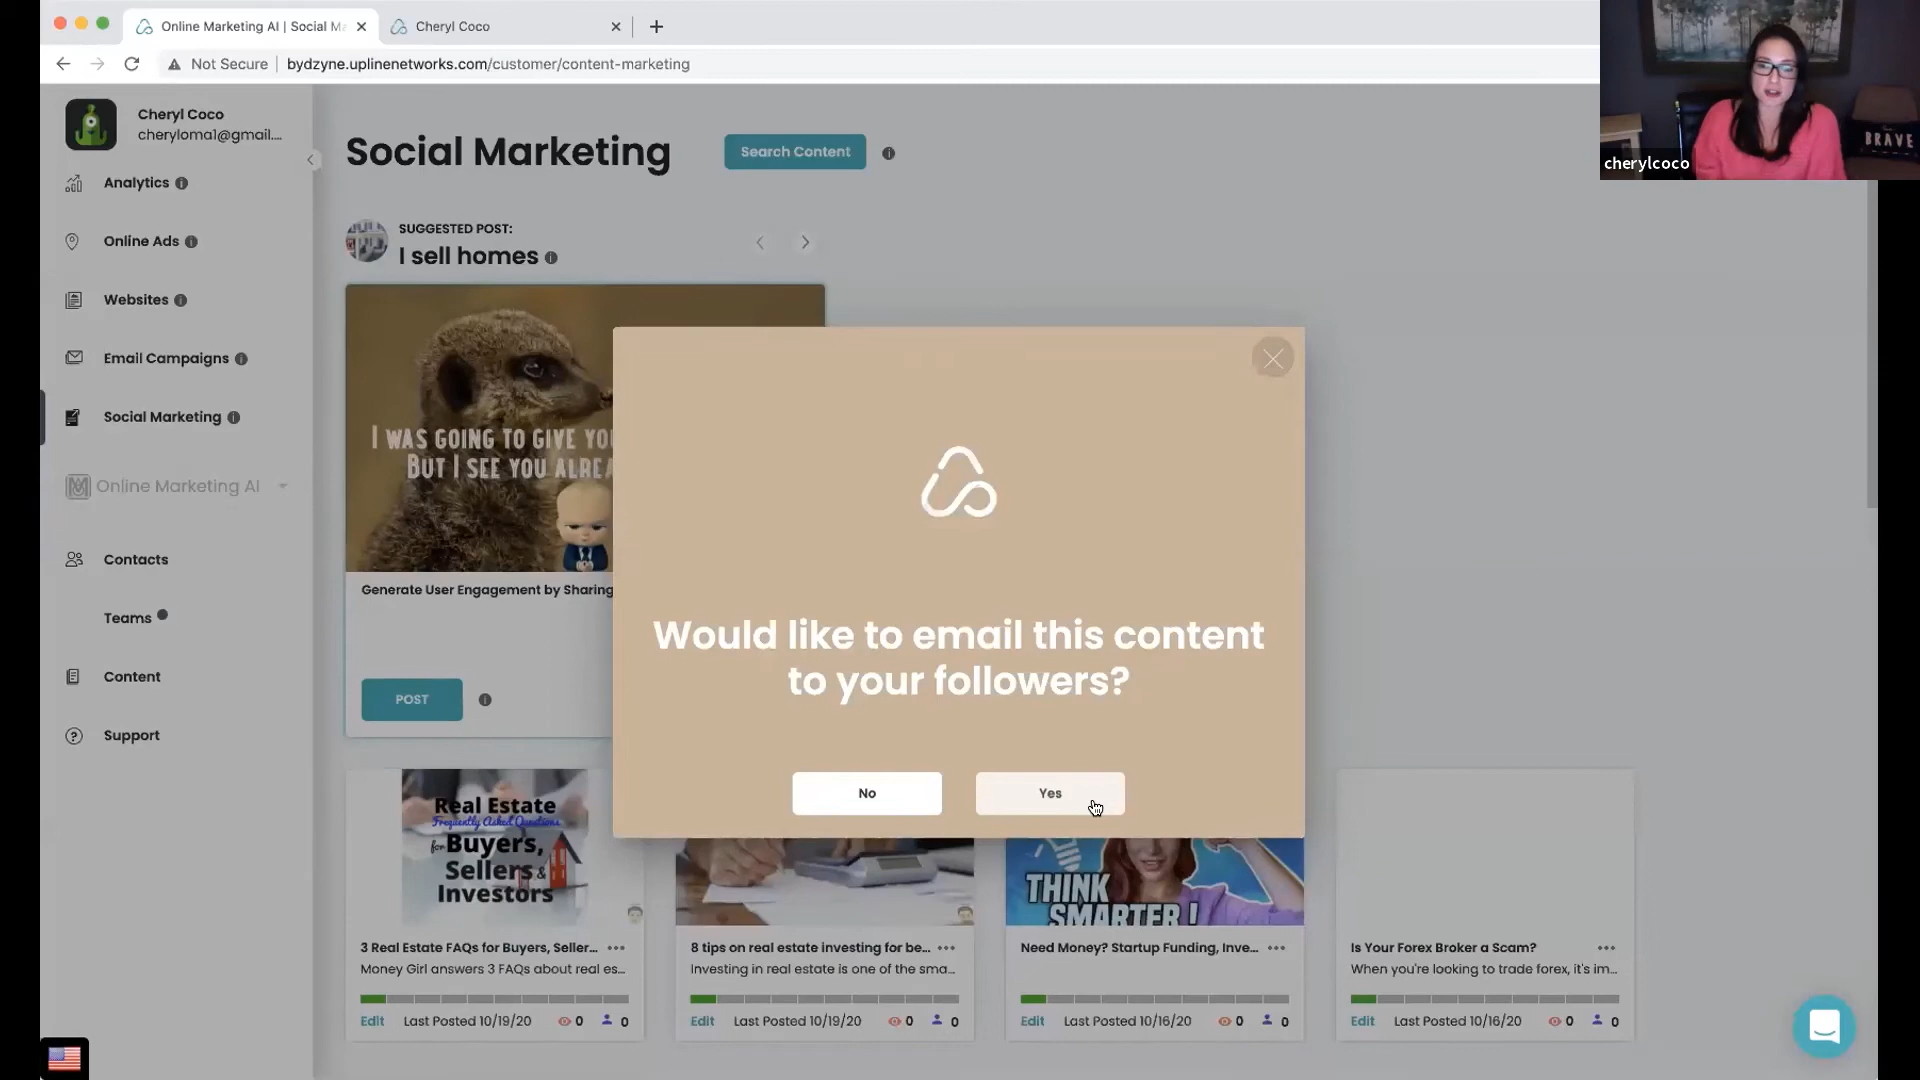 Online Marketing AI | Social Ma
Cheryl Coco
Not Secure
bydzyne.uplinenetworks.com/customer/content-marketing
Cheryl Coco
cheryloma1@gmail....
Analytics
Online Ads
Websites
Email Campaigns
Social Marketing
Online Marketing AI
Contacts
Teams
Content
Support
Social Marketing
Search Content
SUGGESTED POST:
I sell homes
I WAS GOING TO GIVE YOU
BUT I SEE YOU ALREA
Generate User Engagement by Sharing
POST
Would like to email this content
to your followers?
No
Yes
Real Estate
Frequently Asked Questions
for Buyers,
Sellers &
Investors
3 Real Estate FAQs for Buyers, Seller...
Money Girl answers 3 FAQs about real es...
Edit Last Posted 10/19/20 0 0
8 tips on real estate investing for be...
Investing in real estate is one of the sma...
Edit Last Posted 10/19/20 0 0
THINK
SMARTER!
Need Money? Startup Funding, Inve...
Edit Last Posted 10/16/20 0 0
Is Your Forex Broker a Scam?
When you're looking to trade forex, it's im...
Edit Last Posted 10/16/20 0 0
BRAVE
cherylcoco